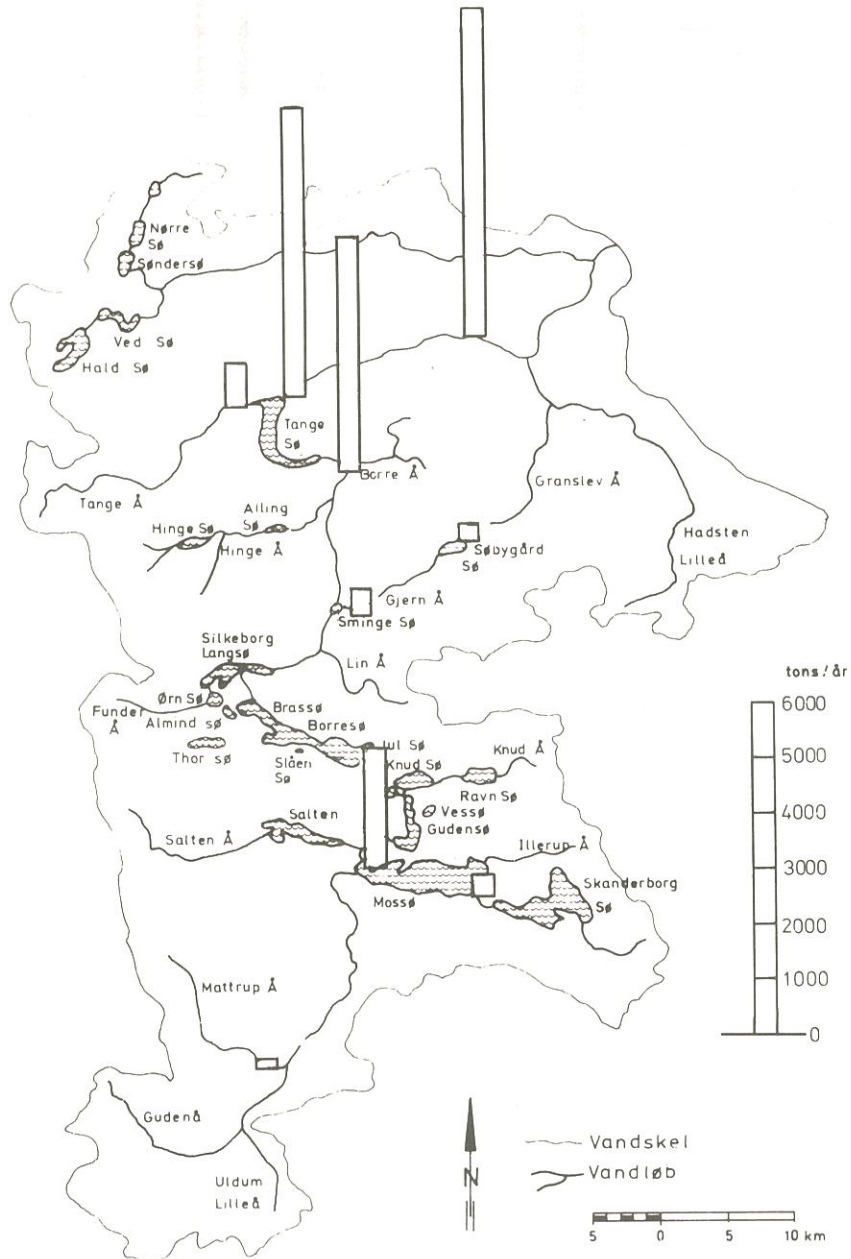 Nørre
Sø
Søndersø
Ved Sø
Hald Sø
Tange
Sø
Borre Å
Granslev Å
Tange Å
Alling
Sø
Hinge Sø
Hinge Å
Hadsten
Lilleå
Søbygård
Sø
Gjern Å
Sminge Sø
Silkeborg
Langsø
Lin Å
tons/år
6000
5000
4000
3000
2000
1000
0
Ørn Sø
Funder
Å
Almind sø
Brassø
Borresø
Thor sø
Slåen
Sø
Jul Sø
Knud Sø
Knud Å
Ravn Sø
Vessø
Gudensø
Salten
Salten Å
Illerup Å
Skanderborg
Sø
Mossø
Mattrup Å
Gudenå
Uldum
Lilleå
N
Vandskel
Vandløb
5 0 5 10 km